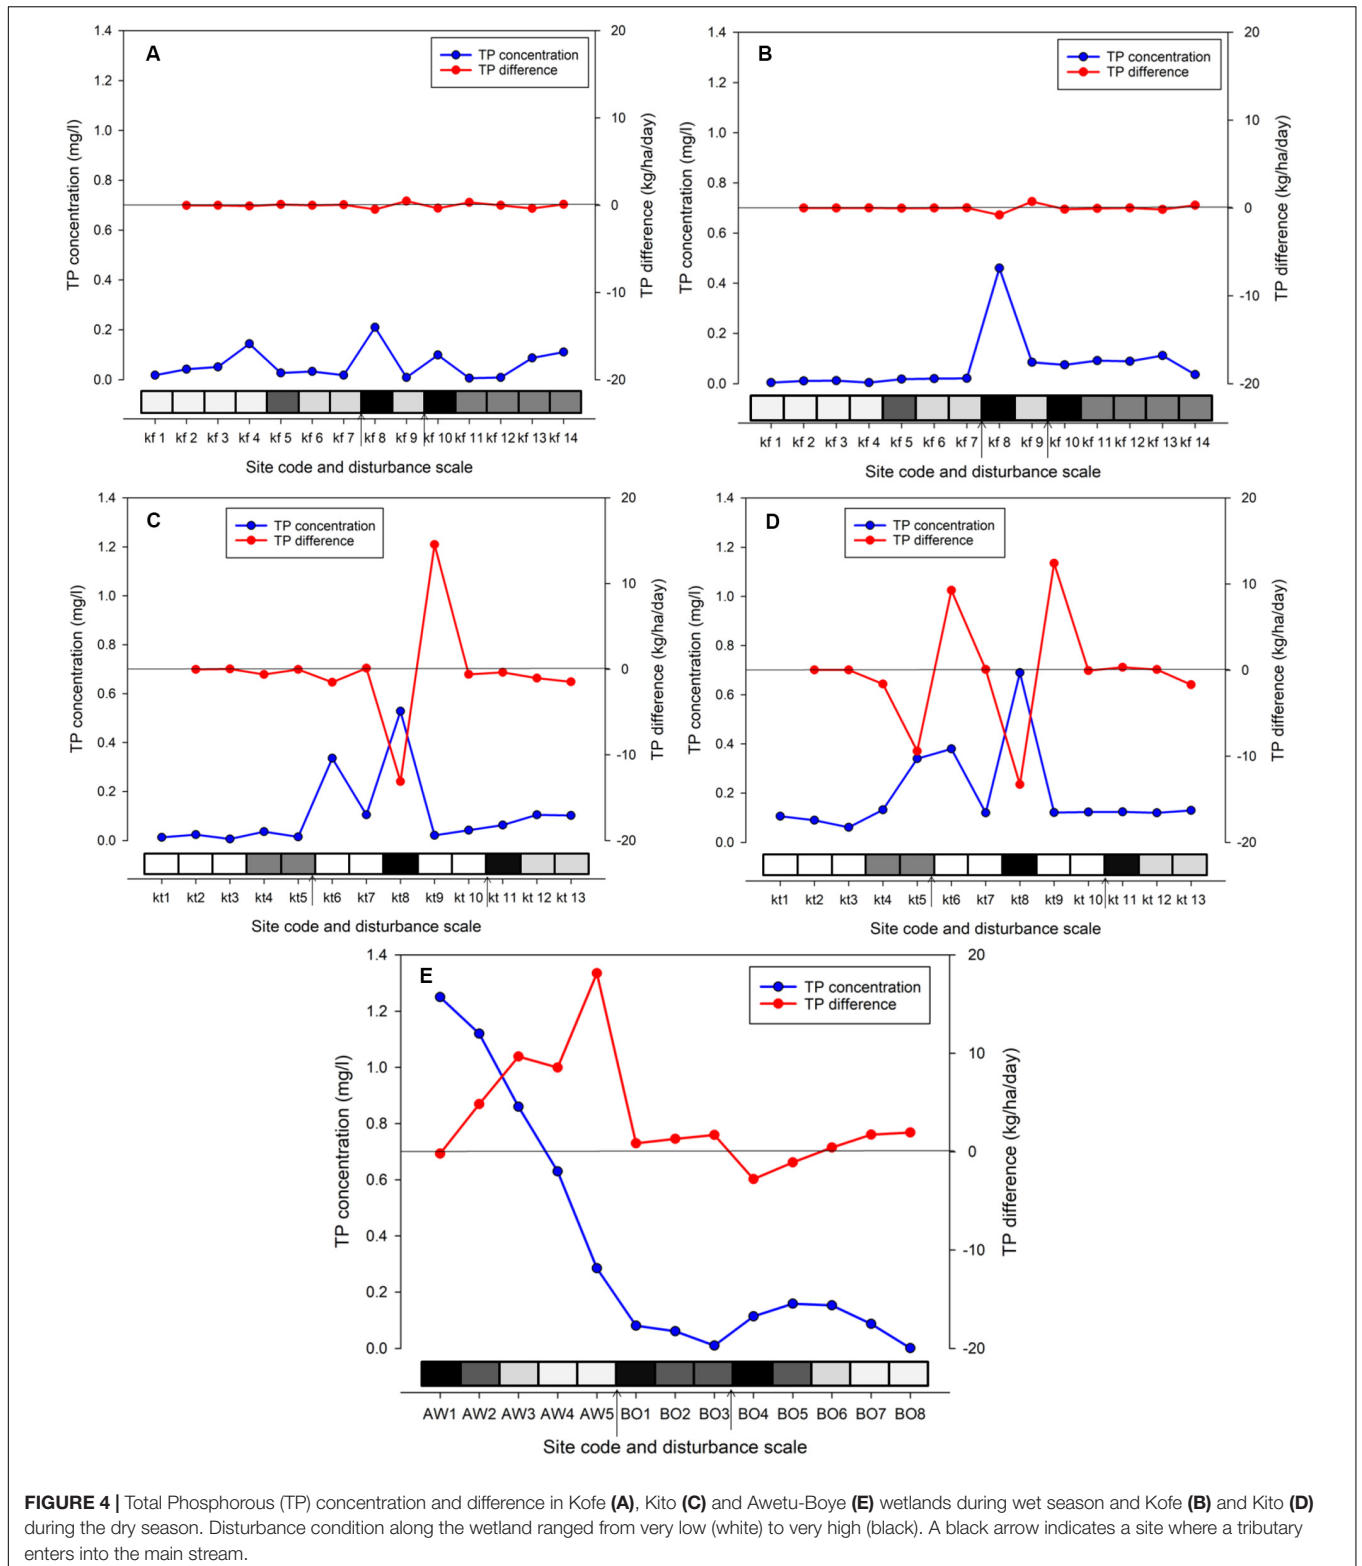 A
TP concentration
TP difference
1.4
1.2
1.0
0.8
0.6
0.4
0.2
0.0
TP concentration (mg/l)
20
10
0
-10
-20
TP difference (kg/ha/day)
kf 1 kf 2 kf 3 kf 4 kf 5 kf 6 kf 7 kf 8 kf 9 kf 10 kf 11 kf 12 kf 13 kf 14
Site code and disturbance scale
B
TP concentration
TP difference
1.4
1.2
1.0
0.8
0.6
0.4
0.2
0.0
TP concentration (mg/l)
20
10
0
-10
-20
TP difference (kg/ha/day)
kf 1 kf 2 kf 3 kf 4 kf 5 kf 6 kf 7 kf 8 kf 9 kf 10 kf 11 kf 12 kf 13 kf 14
Site code and disturbance scale
C
TP concentration
TP difference
1.4
1.2
1.0
0.8
0.6
0.4
0.2
0.0
TP concentration (mg/l)
20
10
0
-10
-20
TP difference (kg/ha/day)
kt1 kt2 kt3 kt4 kt5 kt6 kt7 kt8 kt9 kt 10 kt 11 kt 12 kt 13
Site code and disturbance scale
D
TP concentration
TP difference
1.4
1.2
1.0
0.8
0.6
0.4
0.2
0.0
TP concentration (mg/l)
20
10
0
-10
-20
TP difference (kg/ha/day)
kt1 kt2 kt3 kt4 kt5 kt6 kt7 kt8 kt9 kt 10 kt 11 kt 12 kt 13
Site code and disturbance scale
E
TP concentration
TP difference
1.4
1.2
1.0
0.8
0.6
0.4
0.2
0.0
TP concentration (mg/l)
20
10
0
-10
-20
TP difference (kg/ha/day)
AW1 AW2 AW3 AW4 AW5 BO1 BO2 BO3 BO4 BO5 BO6 BO7 BO8
Site code and disturbance scale
FIGURE 4 | Total Phosphorous (TP) concentration and difference in Kofe (A), Kito (C) and Awetu-Boye (E) wetlands during wet season and Kofe (B) and Kito (D)
during the dry season. Disturbance condition along the wetland ranged from very low (white) to very high (black). A black arrow indicates a site where a tributary
enters into the main stream.